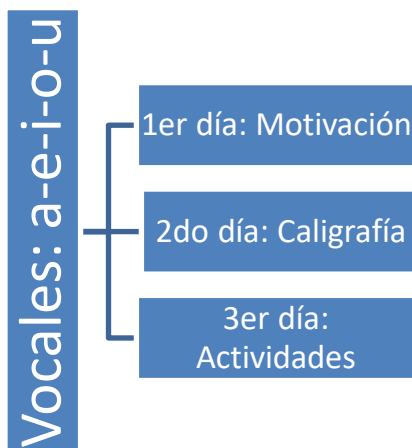 Vocales: a-e-i-o-u
1er día: Motivación
2do día: Caligrafía
3er día:
Actividades